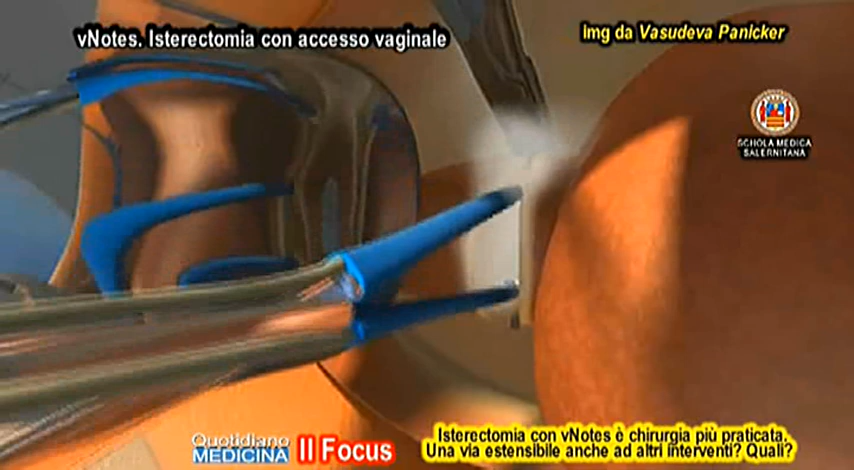 vNotes. Isterectomia con accesso vaginale
img da Vasudeva Panicker
SCHOLA MEDICA
SALERNITANA
Quotidiano
MEDICINA
Il Focus
Isterectomia con vNotes è chirurgia più praticata.
Una via estensibile anche ad altri interventi? Quali?